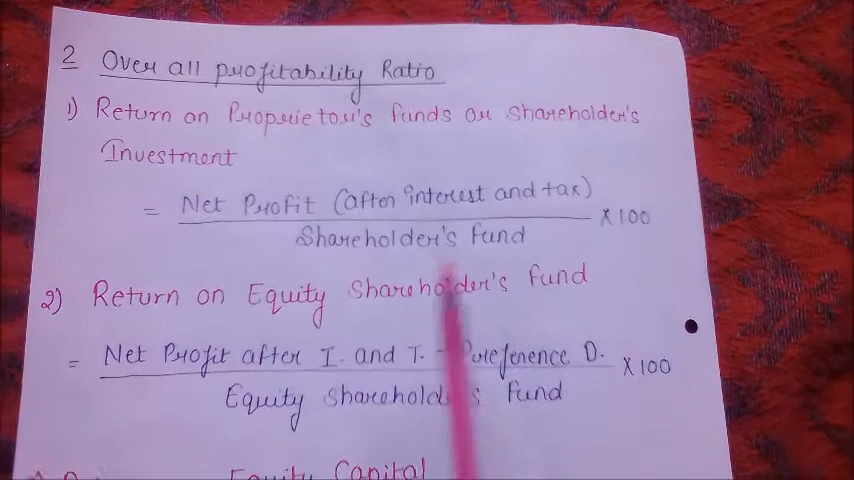 2 Over all profitability Ratio
1) Return on Proprietor's funds or Shareholder's
Investment
= Net Profit (after interest and tax) X 100
Shareholder's fund
2) Return on Equity Shareholder's fund
= Net Profit after I. and T. - Preference D. X 100
Equity Shareholder's Fund
Equity Capital